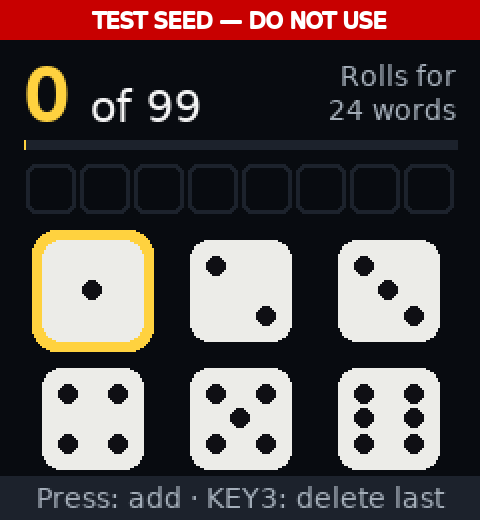 TEST SEED — DO NOT USE
0 of 99
Rolls for
24 words
Press: add · KEY3: delete last